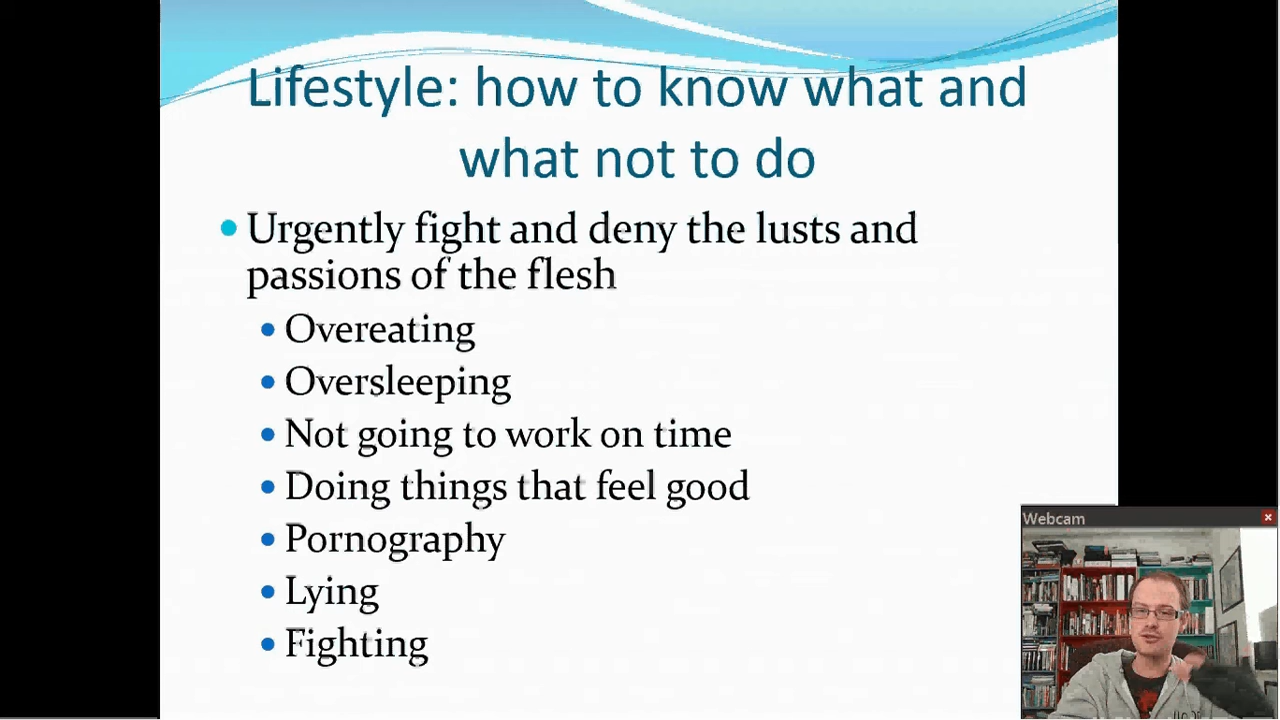 Lifestyle: how to know what and
what not to do
Urgently fight and deny the lusts and
passions of the flesh
Overeating
Oversleeping
Not going to work on time
Doing things that feel good
Pornography
Lying
Fighting
Webcam